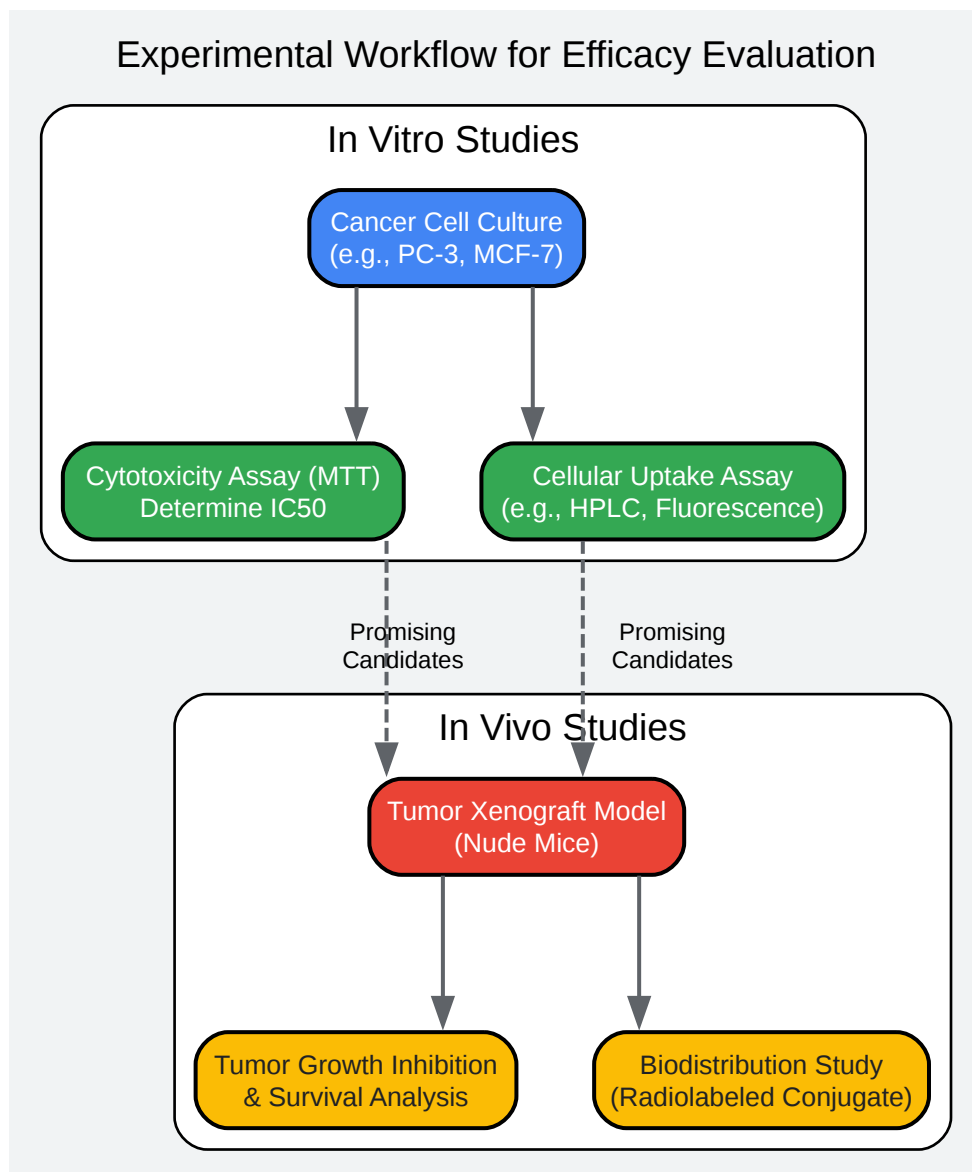 Experimental Workflow for Efficacy Evaluation
In Vitro Studies
Cancer Cell Culture
(e.g., PC-3, MCF-7)
Cytotoxicity Assay (MTT)
Determine IC50
Cellular Uptake Assay
(e.g., HPLC, Fluorescence)
Promising
Candidates
Promising
Candidates
In Vivo Studies
Tumor Xenograft Model
(Nude Mice)
Tumor Growth Inhibition
& Survival Analysis
Biodistribution Study
(Radiolabeled Conjugate)